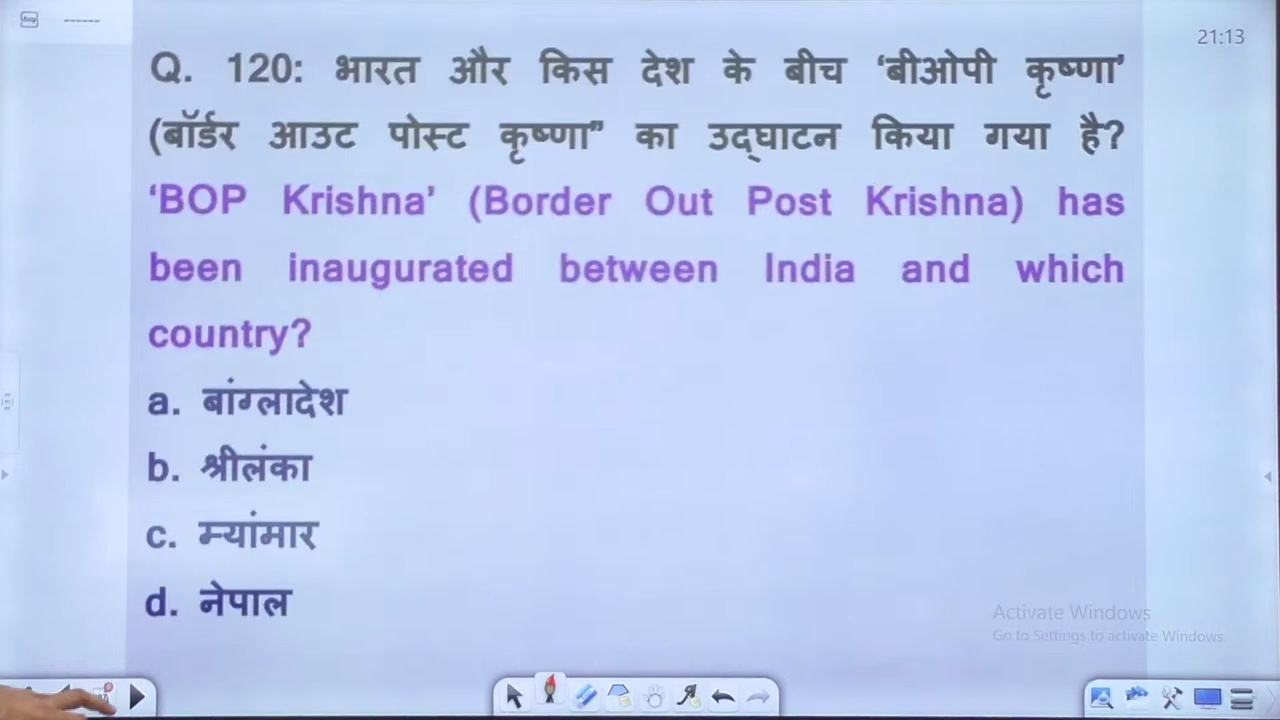 21:13
Q. 120: भारत और किस देश के बीच ‘बीओपी कृष्णा’
(बॉर्डर आउट पोस्ट कृष्णा” का उद्घाटन किया गया है?
‘BOP Krishna’ (Border Out Post Krishna) has
been inaugurated between India and which
country?
a. बांग्लादेश
b. श्रीलंका
c. म्यांमार
d. नेपाल
Activate Windows
Go to Settings to activate Windows.